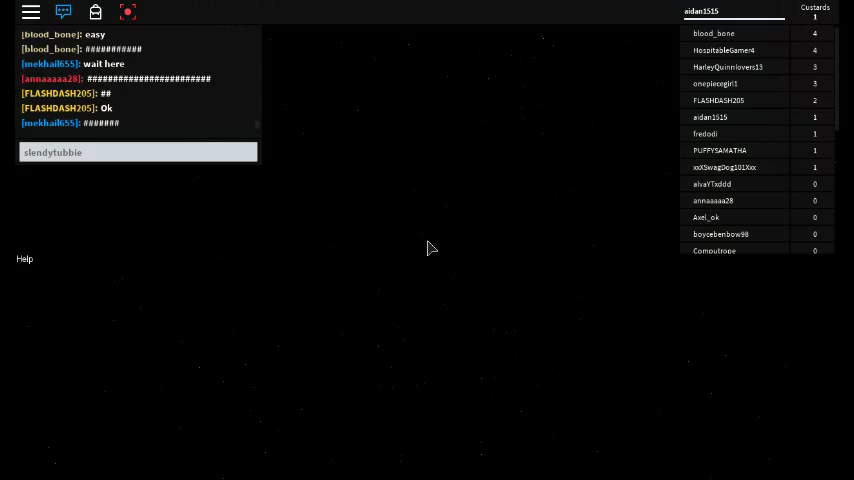 [blood_bone]: easy
[blood_bone]: ###########
[mekhail655]: wait here
[annaaaaa28]: ########################
[FLASHDASH205]: ##
[FLASHDASH205]: Ok
[mekhail655]: #######
slendytubbie
Help
aidan1515 Custards 1
blood_bone 4
HospitableGamer4 4
HarleyQuinnlovers13 3
onepiecegirl1 3
FLASHDASH205 2
aidan1515 1
fredodi 1
PUFFYSAMATHA 1
xxXSwagDog101Xxx 1
alvaYTxddd 0
annaaaaa28 0
Axel_ok 0
boycebenbow98 0
Computrope 0